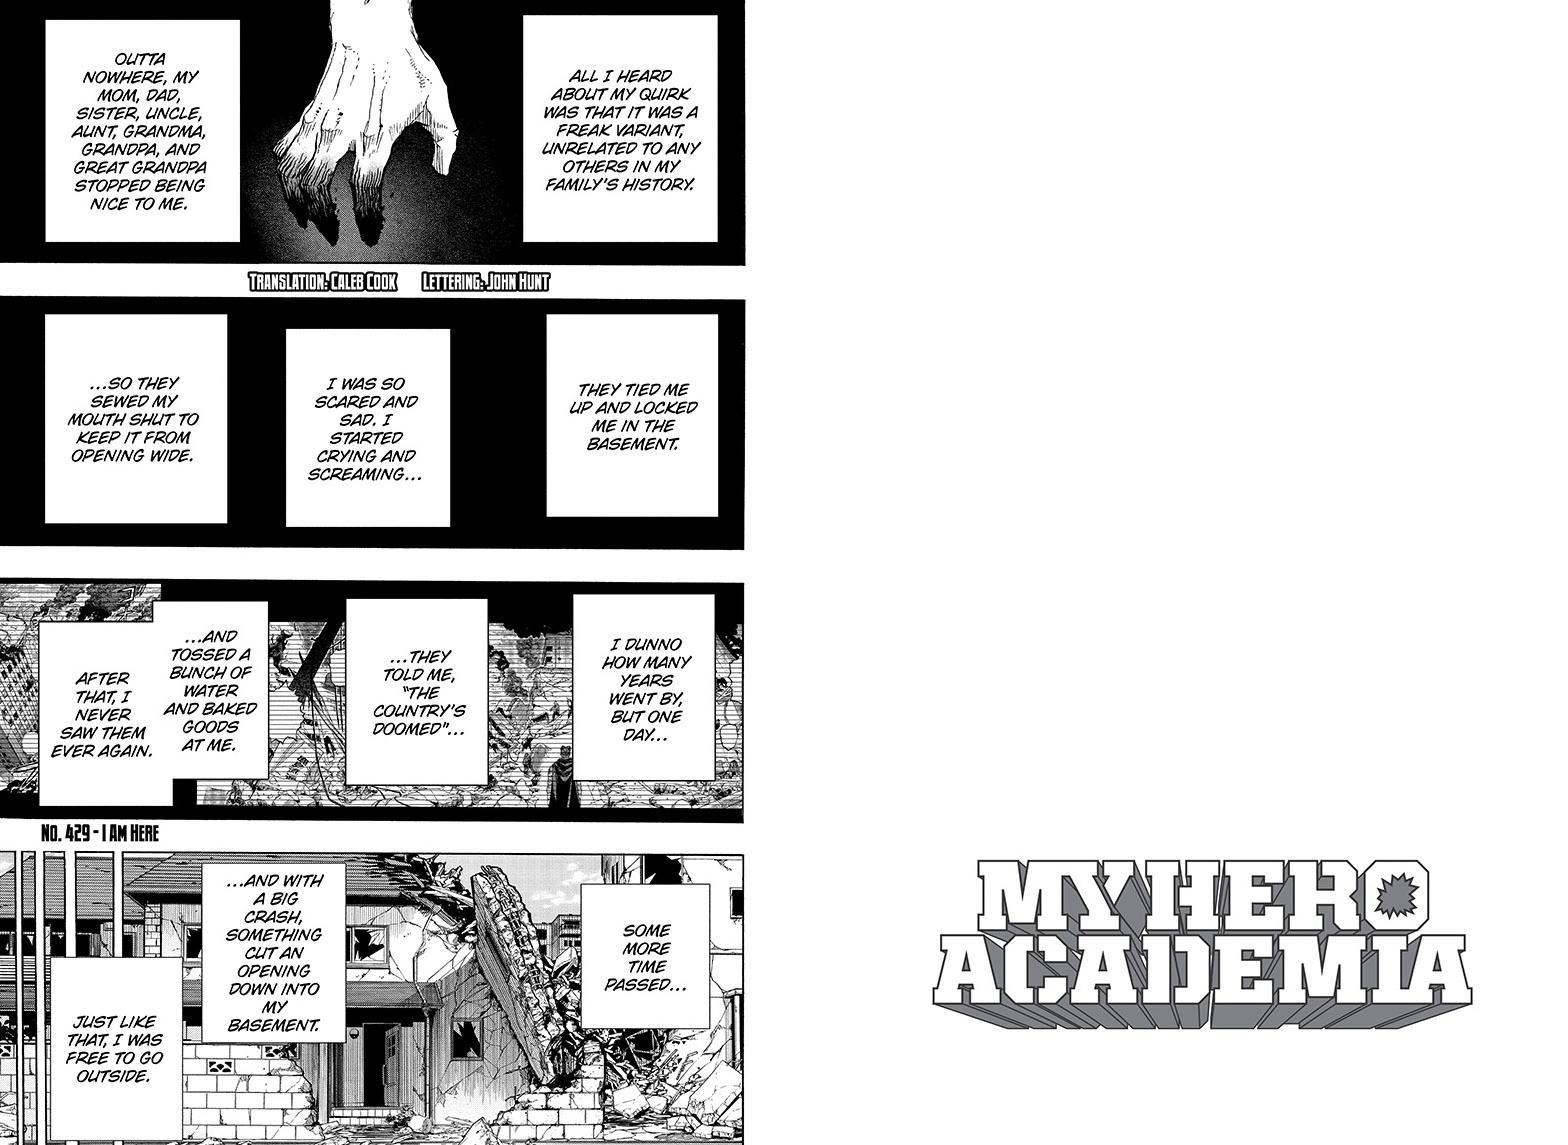 ALL I HEARD
ABOUT MY QUIRK
WAS THAT IT WAS A
FREAK VARIANT,
UNRELATED TO ANY
OTHERS IN MY
FAMILY'S HISTORY.
OUTTA
NOWHERE, MY
MOM, DAD,
SISTER, UNCLE,
AUNT, GRANDMA,
GRANDPA, AND
GREAT GRANDPA
STOPPED BEING
NICE TO ME.
TRANSLATION: CALEB COOK LETTERING: JOHN HUNT
THEY TIED ME
UP AND LOCKED
ME IN THE
BASEMENT.
I WAS SO
SCARED AND
SAD. I
STARTED
CRYING AND
SCREAMING...
...SO THEY
SEWED MY
MOUTH SHUT TO
KEEP IT FROM
OPENING WIDE.
I DUNNO
HOW MANY
YEARS
WENT BY,
BUT ONE
DAY...
...THEY
TOLD ME,
"THE
COUNTRY'S
DOOMED"...
...AND
TOSSED A
BUNCH OF
WATER
AND BAKED
GOODS
AT ME.
AFTER
THAT, I
NEVER
SAW THEM
EVER AGAIN.
NO. 429 - I AM HERE
SOME
MORE
TIME
PASSED...
...AND WITH
A BIG
CRASH,
SOMETHING
CUT AN
OPENING
DOWN INTO
MY
BASEMENT.
JUST LIKE
THAT, I WAS
FREE TO GO
OUTSIDE.
MY HERO
ACADEMIA